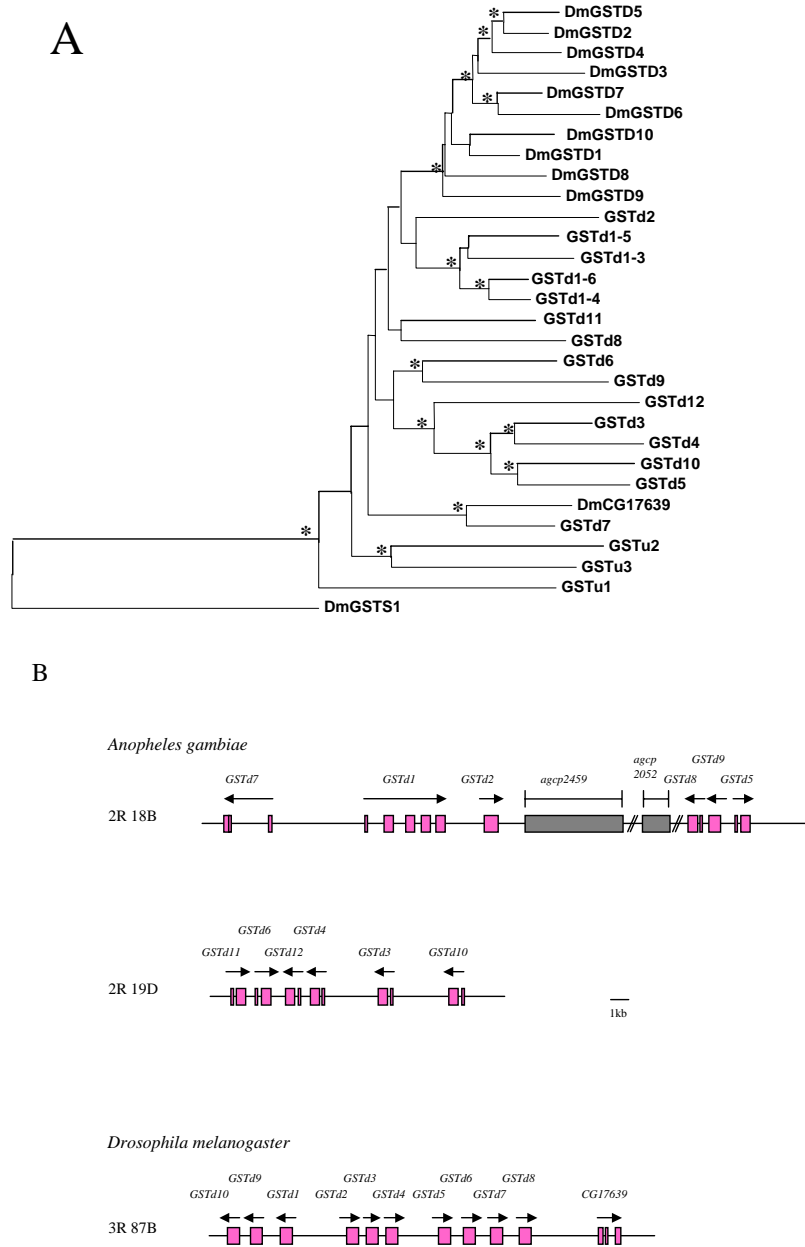 A
DmGSTD5
*
DmGSTD2
*
DmGSTD4
DmGSTD3
*
DmGSTD7
*
DmGSTD6
DmGSTD10
DmGSTD1
*
DmGSTD8
DmGSTD9
GSTd2
GSTd1-5
*
GSTd1-3
GSTd1-6
*
GSTd1-4
GSTd11
GSTd8
*
GSTd6
GSTd9
GSTd12
*
GSTd3
*
*
GSTd4
GSTd10
*
GSTd5
*
DmCG17639
GSTd7
*
*
GSTu2
GSTu3
GSTu1
DmGSTS1
B
Anopheles gambiae
2R 18B
GSTd7
GSTd1
GSTd2
agcp2459
agcp
2052
GSTd8
GSTd9
GSTd5
2R 19D
GSTd11
GSTd6
GSTd12
GSTd4
GSTd3
GSTd10
1kb
Drosophila melanogaster
3R 87B
GSTd10
GSTd9
GSTd1
GSTd2
GSTd3
GSTd4
GSTd5
GSTd6
GSTd7
GSTd8
CG17639